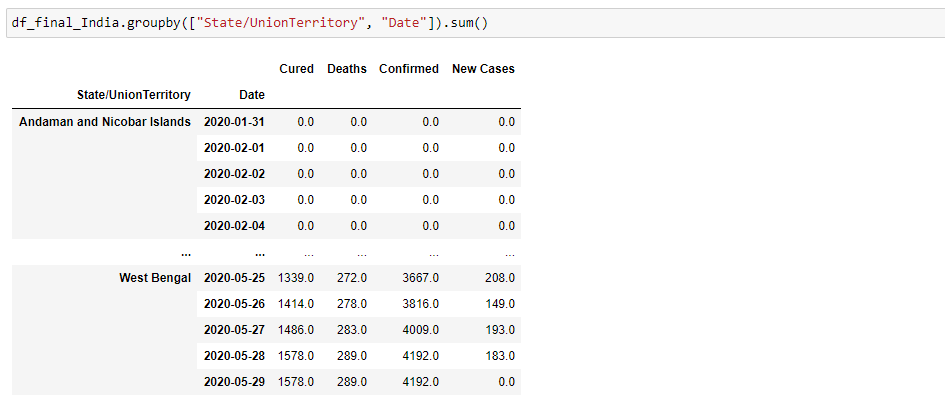 df_final_India.groupby(["State/UnionTerritory", "Date"]).sum()
Cured Deaths Confirmed New Cases
State/UnionTerritory Date
Andaman and Nicobar Islands 2020-01-31 0.0 0.0 0.0 0.0
2020-02-01 0.0 0.0 0.0 0.0
2020-02-02 0.0 0.0 0.0 0.0
2020-02-03 0.0 0.0 0.0 0.0
2020-02-04 0.0 0.0 0.0 0.0
... ... ... ... ... ...
West Bengal 2020-05-25 1339.0 272.0 3667.0 208.0
2020-05-26 1414.0 278.0 3816.0 149.0
2020-05-27 1486.0 283.0 4009.0 193.0
2020-05-28 1578.0 289.0 4192.0 183.0
2020-05-29 1578.0 289.0 4192.0 0.0